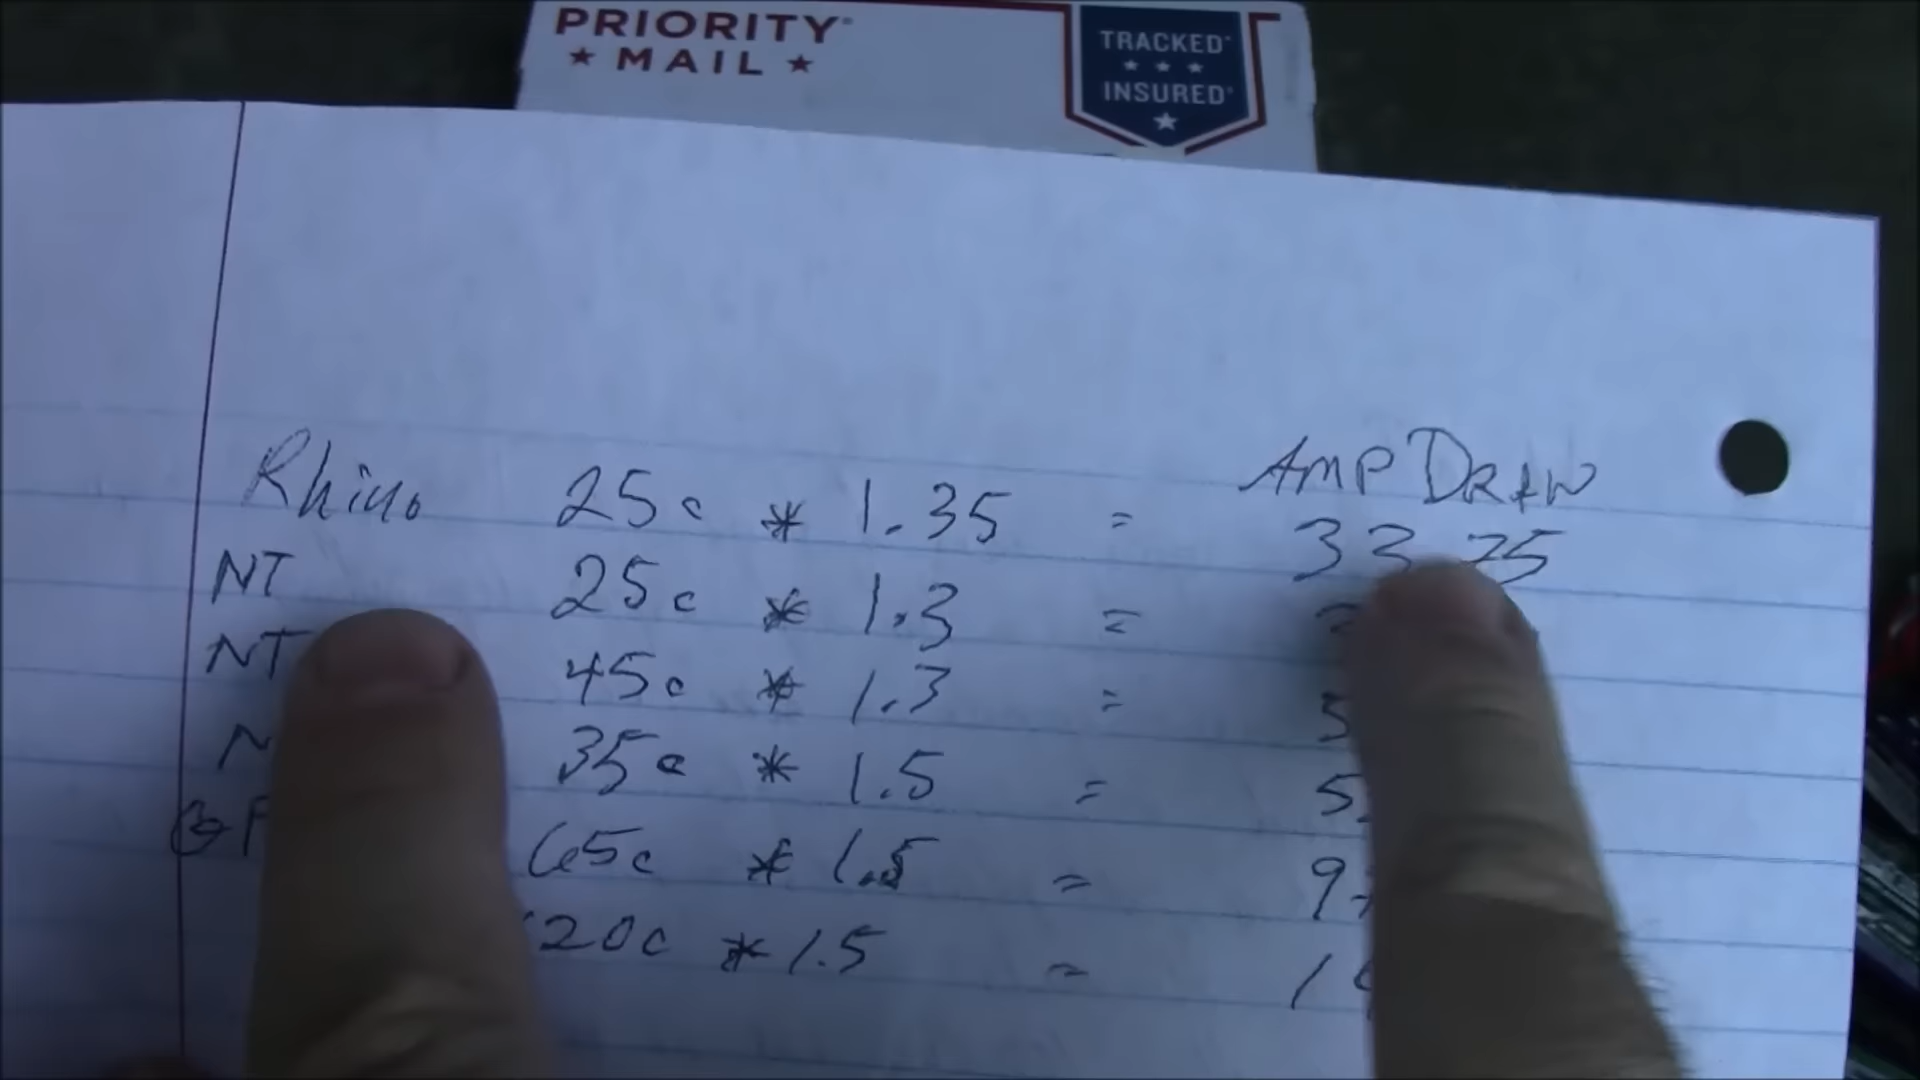 PRIORITY
★ MAIL ★
TRACKED
★ ★ ★
INSURED
★
AMP DRAW
Rhino 25c * 1.35 = 33.75
NT 25c * 1.3 =
NT 45c * 1.3 =
35c * 1.5 =
65c * 1.5 =
20c * 1.5 =